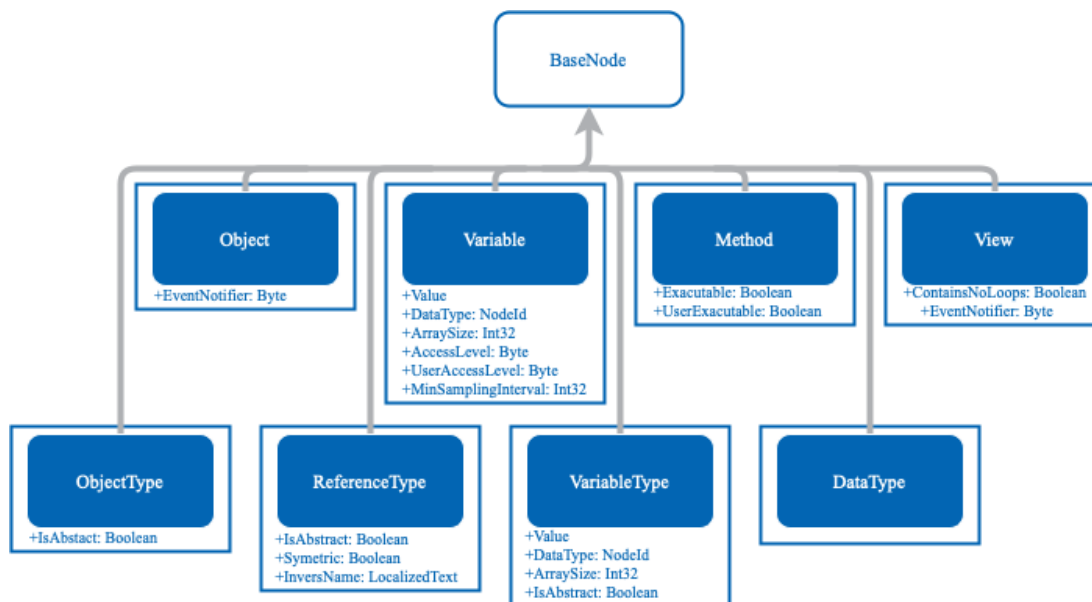 BaseNode
Object
+EventNotifier: Byte
Variable
+Value
+DataType: NodeId
+ArraySize: Int32
+AccessLevel: Byte
+UserAccessLevel: Byte
+MinSamplingInterval: Int32
Method
+Exacutable: Boolean
+UserExacutable: Boolean
View
+ContainsNoLoops: Boolean
+EventNotifier: Byte
ObjectType
+IsAbstact: Boolean
ReferenceType
+IsAbstract: Boolean
+Symetric: Boolean
+InversName: LocalizedText
VariableType
+Value
+DataType: NodeId
+ArraySize: Int32
+IsAbstract: Boolean
DataType